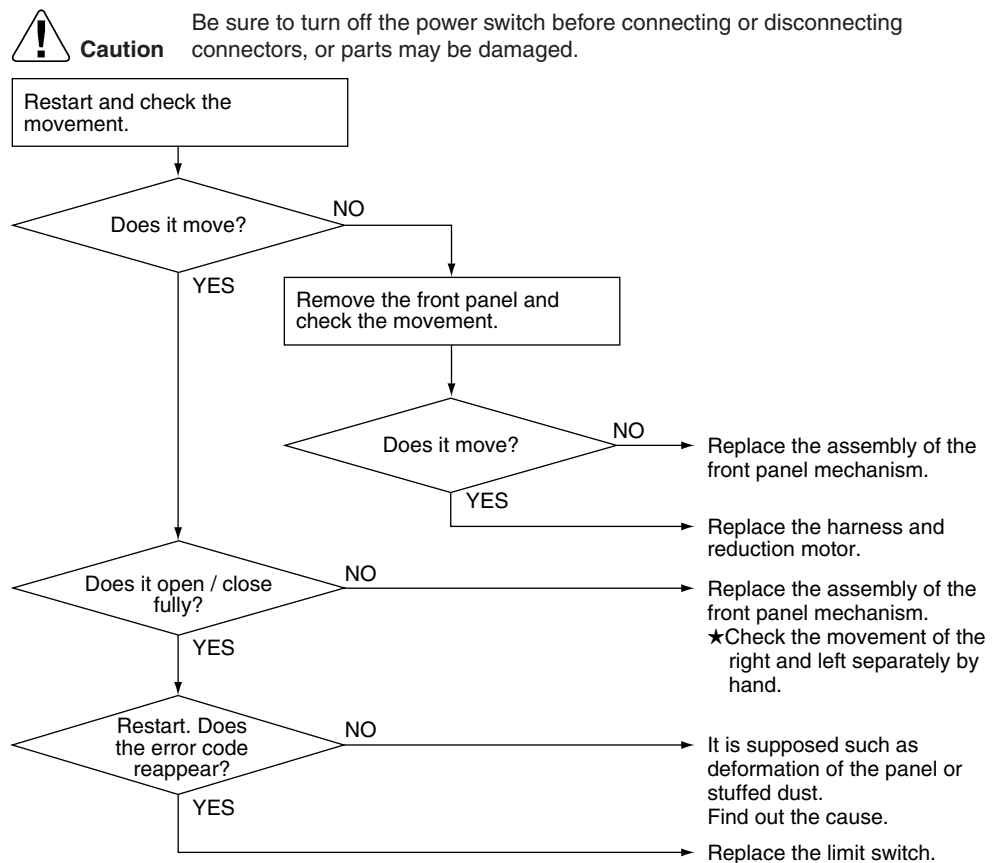 Be sure to turn off the power switch before connecting or disconnecting
Caution connectors, or parts may be damaged.
Restart and check the
movement.
Does it move?
NO
YES
Remove the front panel and
check the movement.
Does it move?
NO
Replace the assembly of the
front panel mechanism.
YES
Replace the harness and
reduction motor.
Does it open / close
fully?
NO
Replace the assembly of the
front panel mechanism.
★Check the movement of the
right and left separately by
hand.
YES
Restart. Does
the error code
reappear?
NO
It is supposed such as
deformation of the panel or
stuffed dust.
Find out the cause.
YES
Replace the limit switch.